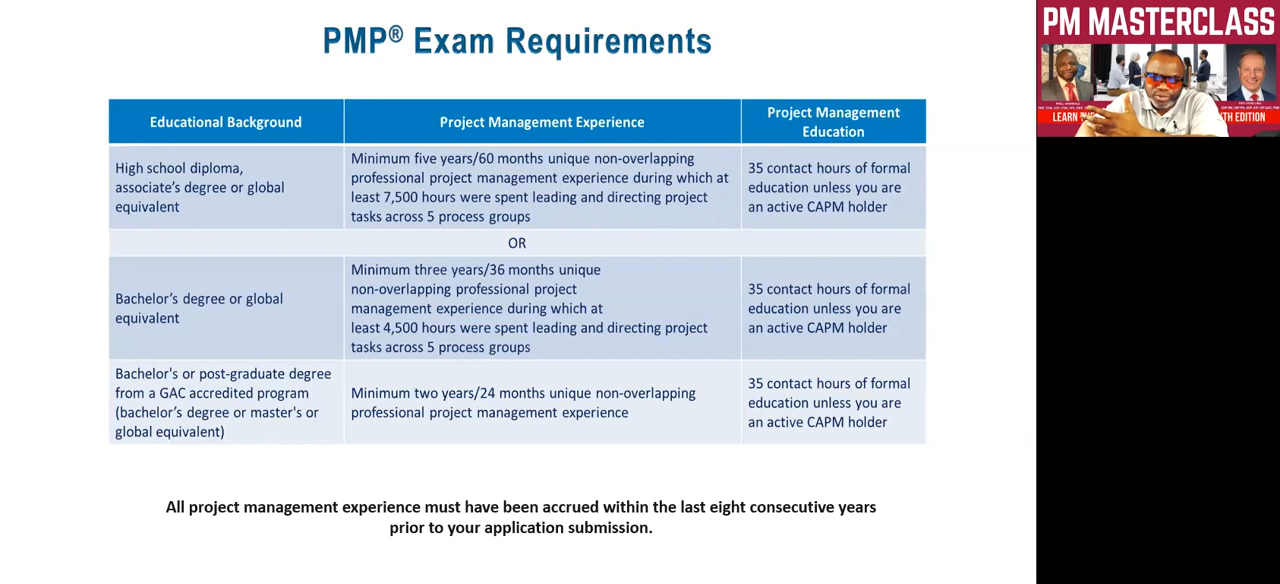 PMP® Exam Requirements
Educational Background
Project Management Experience
Project Management
Education
High school diploma,
associate’s degree or global
equivalent
Minimum five years/60 months unique non-overlapping
professional project management experience during which at
least 7,500 hours were spent leading and directing project
tasks across 5 process groups
35 contact hours of formal
education unless you are
an active CAPM holder
OR
Bachelor’s degree or global
equivalent
Minimum three years/36 months unique
non-overlapping professional project
management experience during which at
least 4,500 hours were spent leading and directing project
tasks across 5 process groups
35 contact hours of formal
education unless you are
an active CAPM holder
Bachelor's or post-graduate degree
from a GAC accredited program
(bachelor’s degree or master's or
global equivalent)
Minimum two years/24 months unique non-overlapping
professional project management experience
35 contact hours of formal
education unless you are
an active CAPM holder
All project management experience must have been accrued within the last eight consecutive years
prior to your application submission.
PM MASTERCLASS
LEARN
EDITION